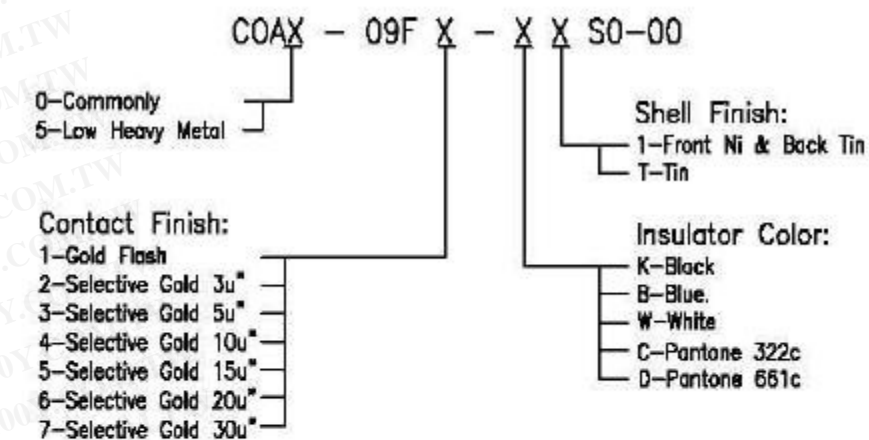 COAX - 09F X - X X S0-00
0-Commonly
5-Low Heavy Metal
Shell Finish:
1-Front Ni & Back Tin
T-Tin
Contact Finish:
1-Gold Flash
2-Selective Gold 3u"
3-Selective Gold 5u"
4-Selective Gold 10u"
5-Selective Gold 15u"
6-Selective Gold 20u"
7-Selective Gold 30u"
Insulator Color:
K-Black
B-Blue.
W-White
C-Pantone 322c
D-Pantone 661c